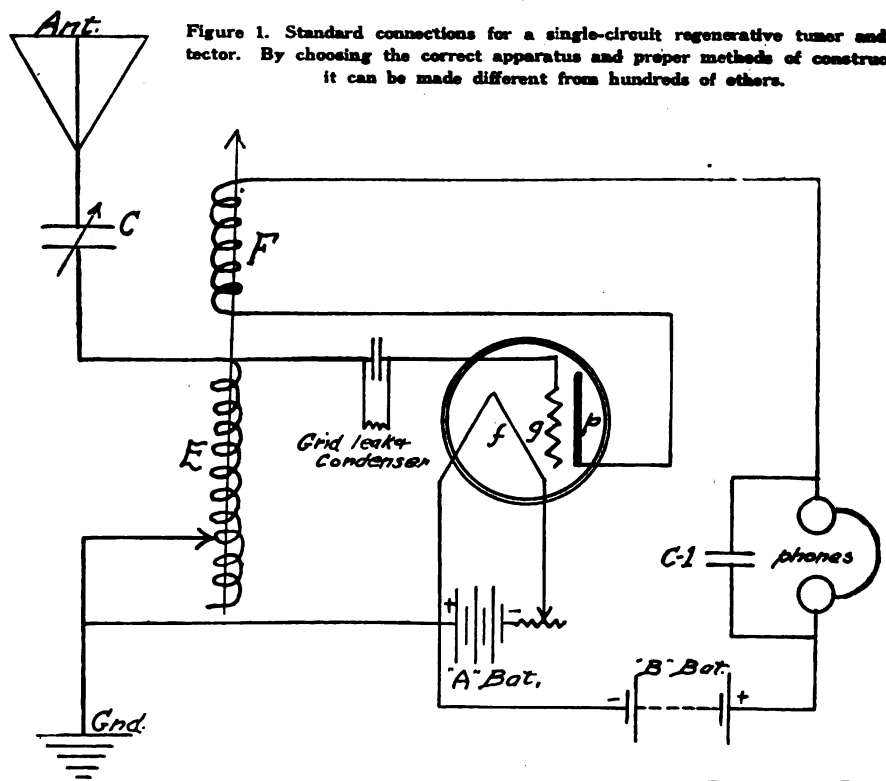 Ant.
Figure 1. Standard connections for a single-circuit regenerative tuner and
tector. By choosing the correct apparatus and proper methods of construc
it can be made different from hundreds of others.
C
F
E
Grid leak &
Condenser
f
g
p
C-1
phones
+
-
"A" Bat.
"B" Bat.
-
+
Gnd.